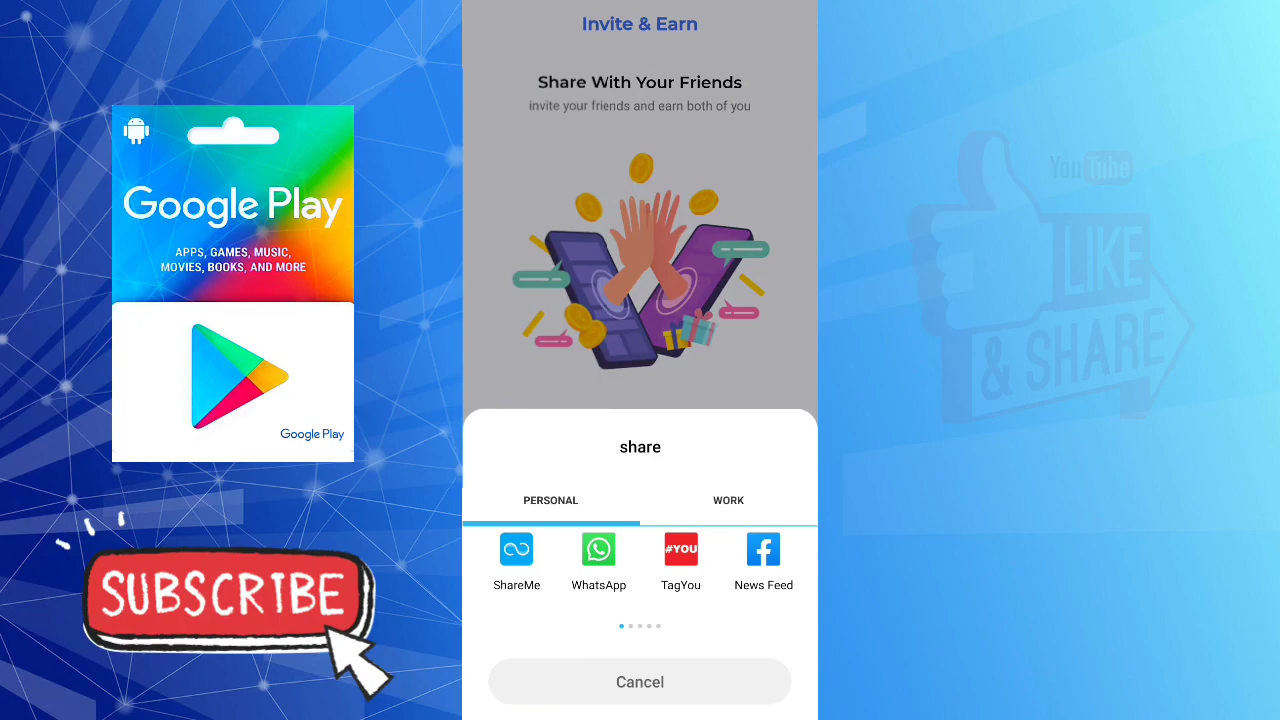 Google Play
APPS, GAMES, MUSIC,
MOVIES, BOOKS, AND MORE
Google Play
SUBSCRIBE
Invite & Earn
Share With Your Friends
invite your friends and earn both of you
share
PERSONAL
WORK
#YOU
ShareMe
WhatsApp
TagYou
News Feed
Cancel
YouTube
LIKE
& SHARE